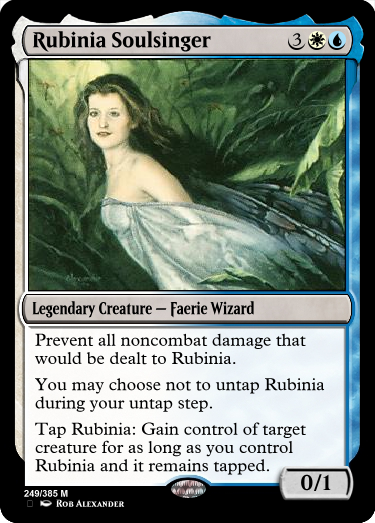 Rubinia Soulsinger 3
Legendary Creature — Faerie Wizard
Prevent all noncombat damage that
would be dealt to Rubinia.
You may choose not to untap Rubinia
during your untap step.
Tap Rubinia: Gain control of target
creature for as long as you control
Rubinia and it remains tapped.
0/1
249/385 M
Rob Alexander